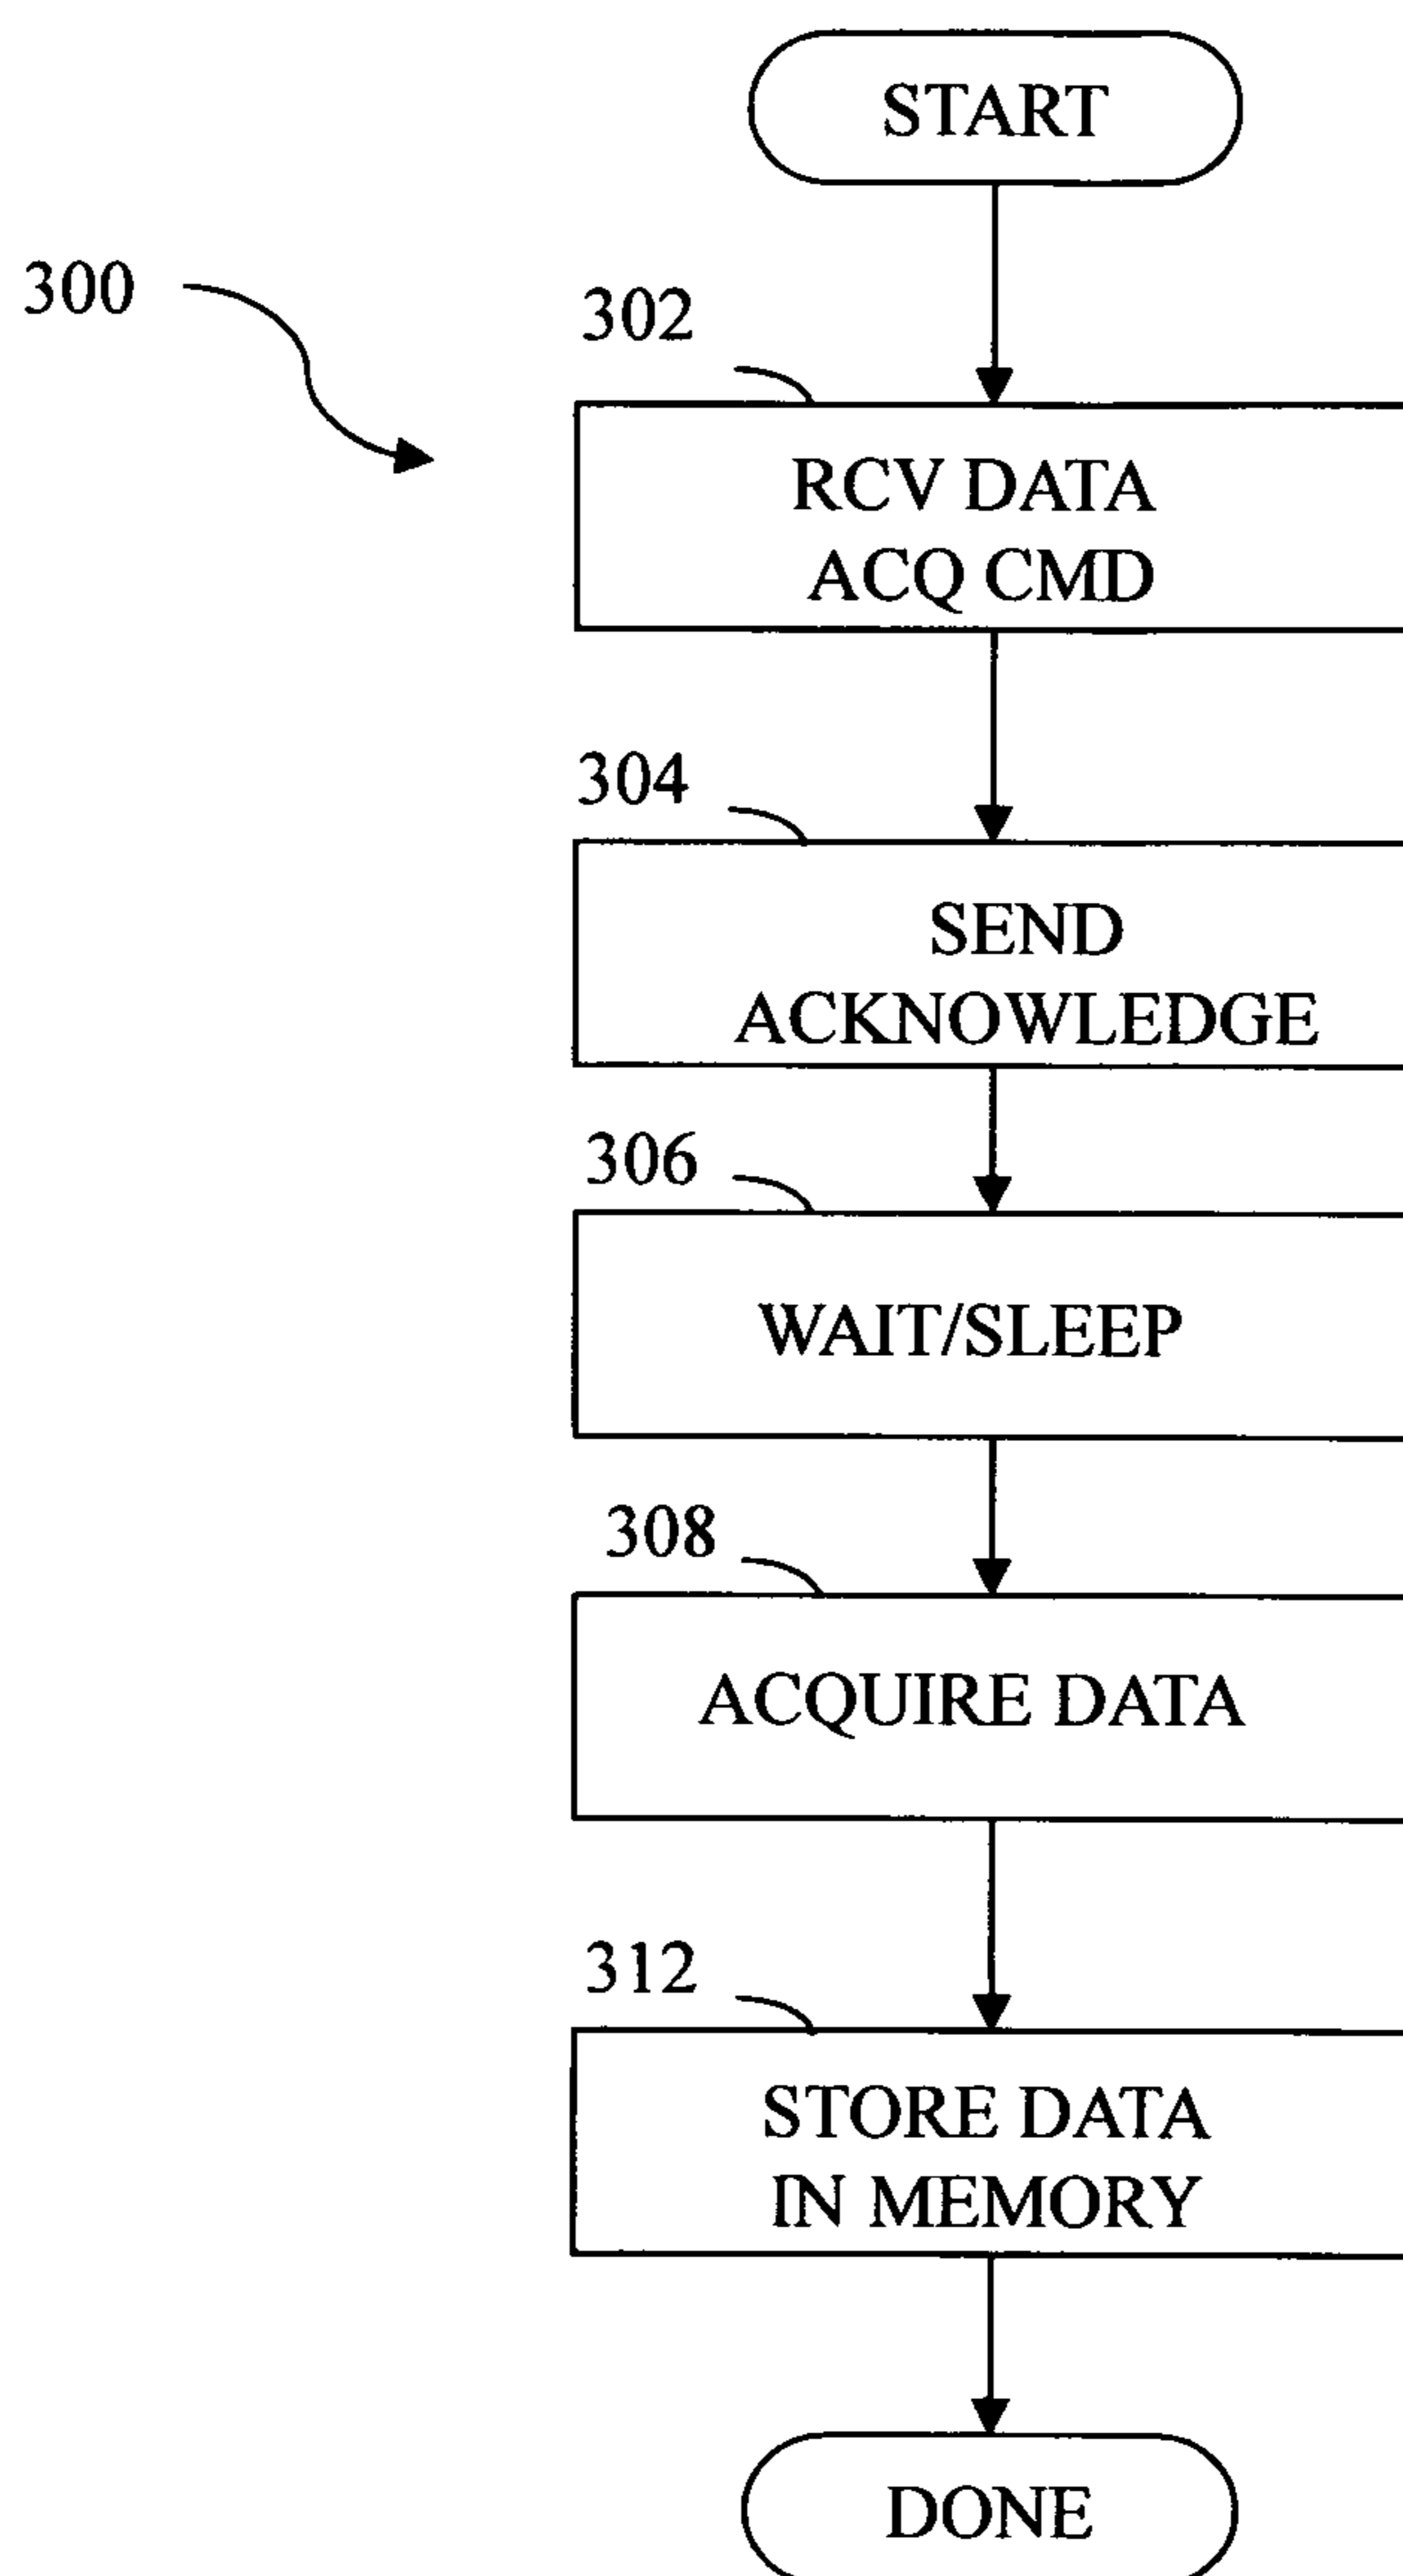 START
300
302
RCV DATA
ACQ CMD
304
SEND
ACKNOWLEDGE
306
WAIT/SLEEP
308
ACQUIRE DATA
312
STORE DATA
IN MEMORY
DONE